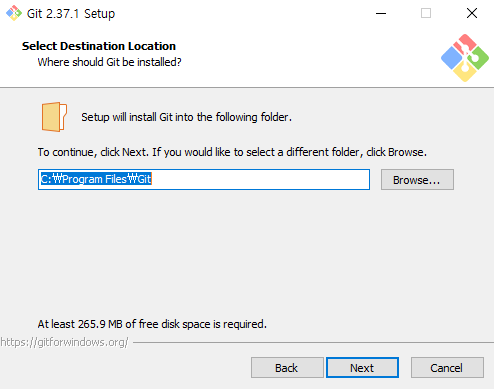 Git 2.37.1 Setup
Select Destination Location
Where should Git be installed?
Setup will install Git into the following folder.
To continue, click Next. If you would like to select a different folder, click Browse.
C:₩Program Files₩Git
Browse...
At least 265.9 MB of free disk space is required.
https://gitforwindows.org/
Back
Next
Cancel